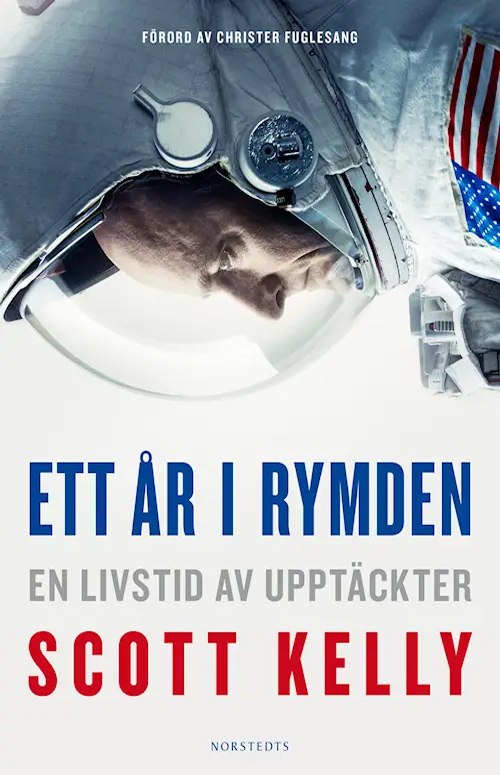 FÖRORD AV CHRISTER FUGLESANG
ETT ÅR I RYMDEN
EN LIVSTID AV UPPTÄCKTER
SCOTT KELLY
NORSTEDTS